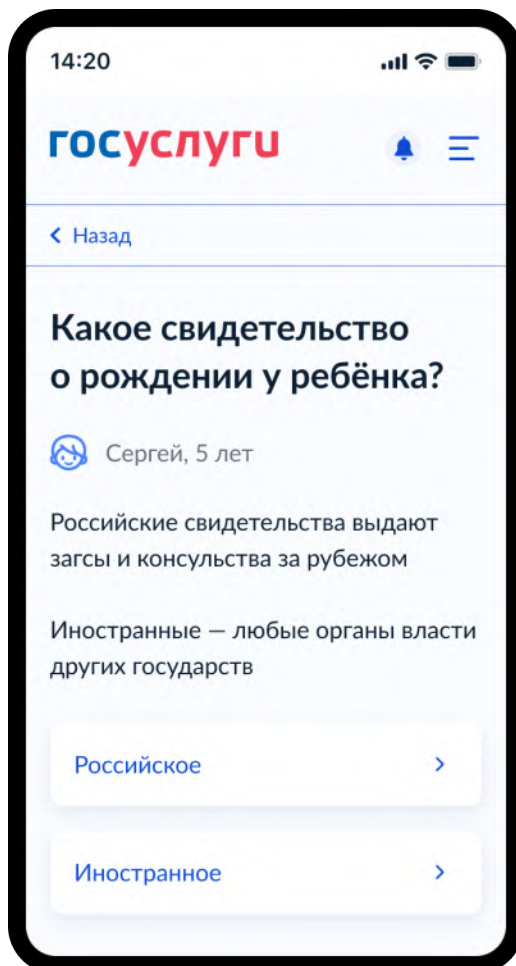 14:20
госуслуги
Назад
Какое свидетельство
о рождении у ребёнка?
Сергей, 5 лет
Российские свидетельства выдают
загсы и консульства за рубежом
Иностранные — любые органы власти
других государств
Российское
Иностранное